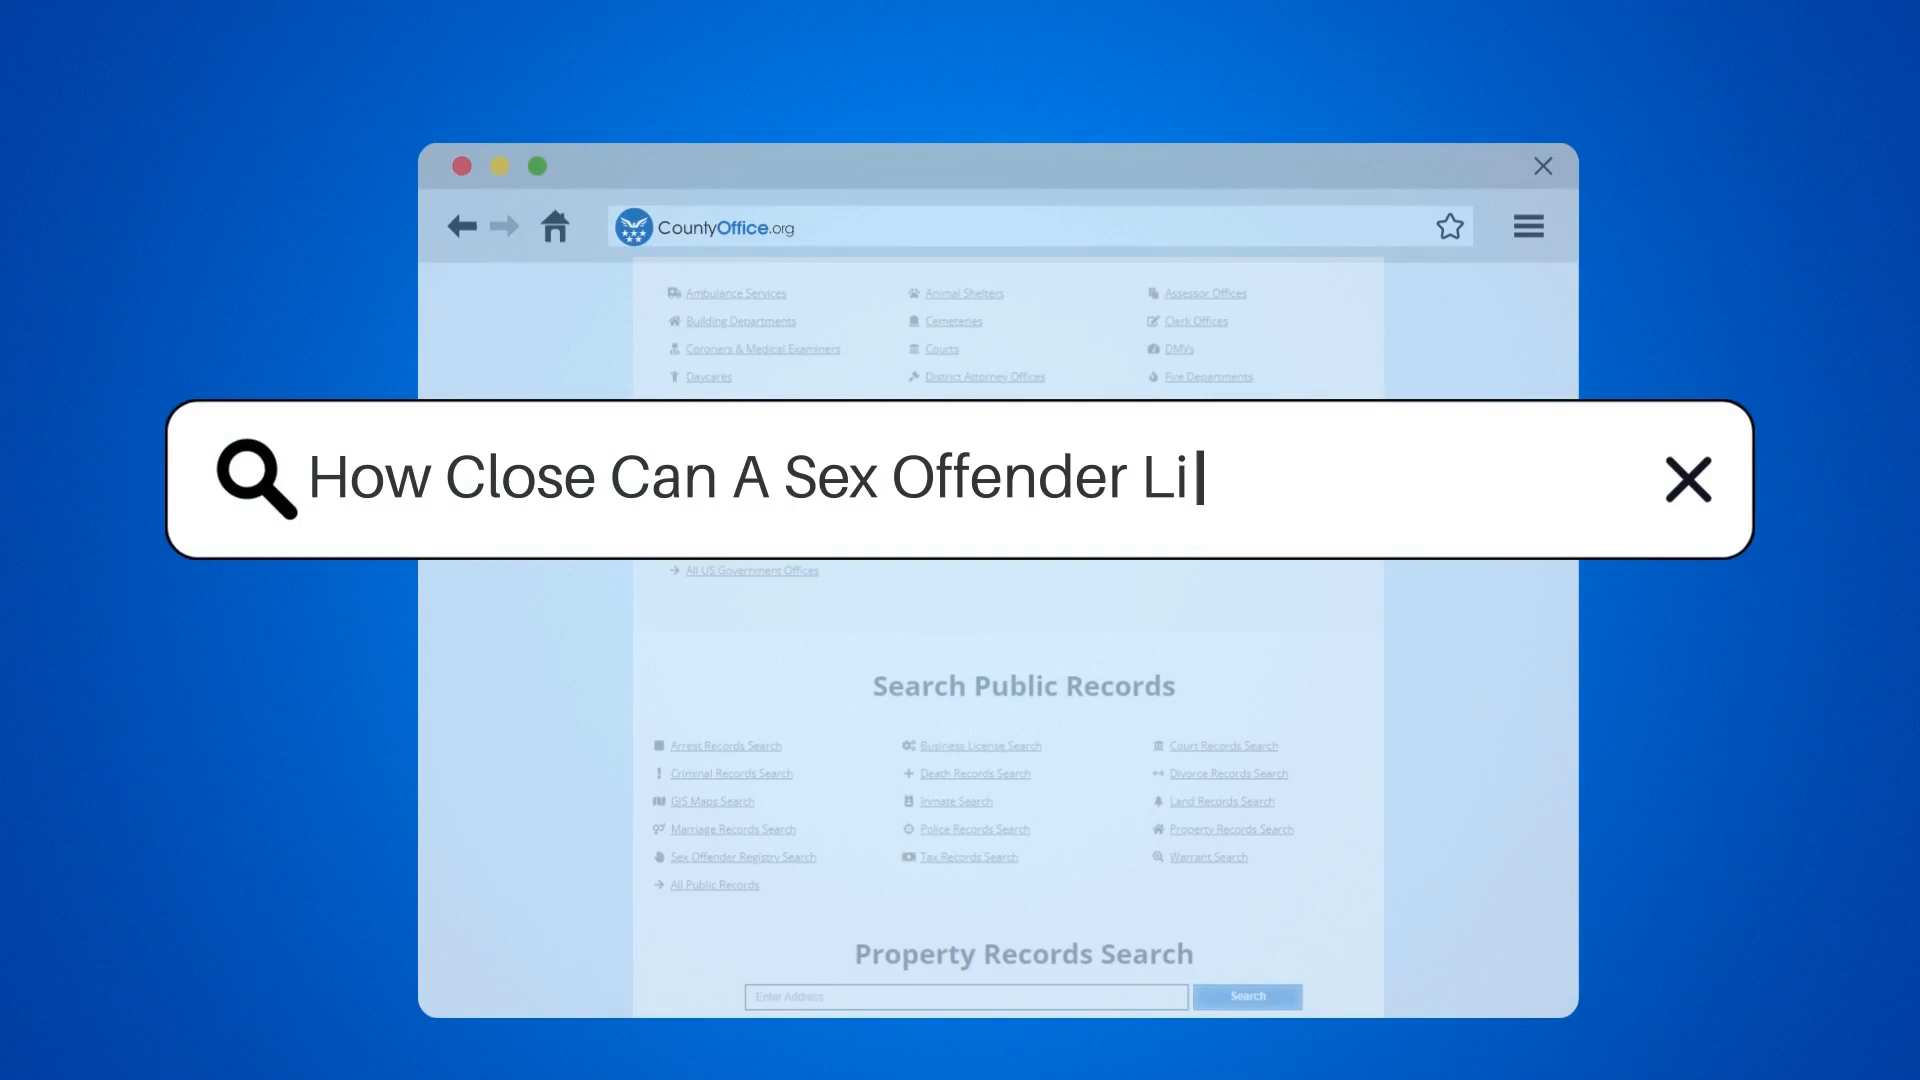 CountyOffice.org
Ambulance Services Animal Shelters Assessor Offices
Building Departments Cemeteries Clerk Offices
Coroners & Medical Examiners Courts DMVs
Daycares District Attorney Offices Fire Departments
How Close Can A Sex Offender Li
All US Government Offices
Search Public Records
Arrest Records Search Business License Search Court Records Search
Criminal Records Search Death Records Search Divorce Records Search
GIS Maps Search Inmate Search Land Records Search
Marriage Records Search Police Records Search Property Records Search
Sex Offender Registry Search Tax Records Search Warrant Search
All Public Records
Property Records Search
Enter Address Search